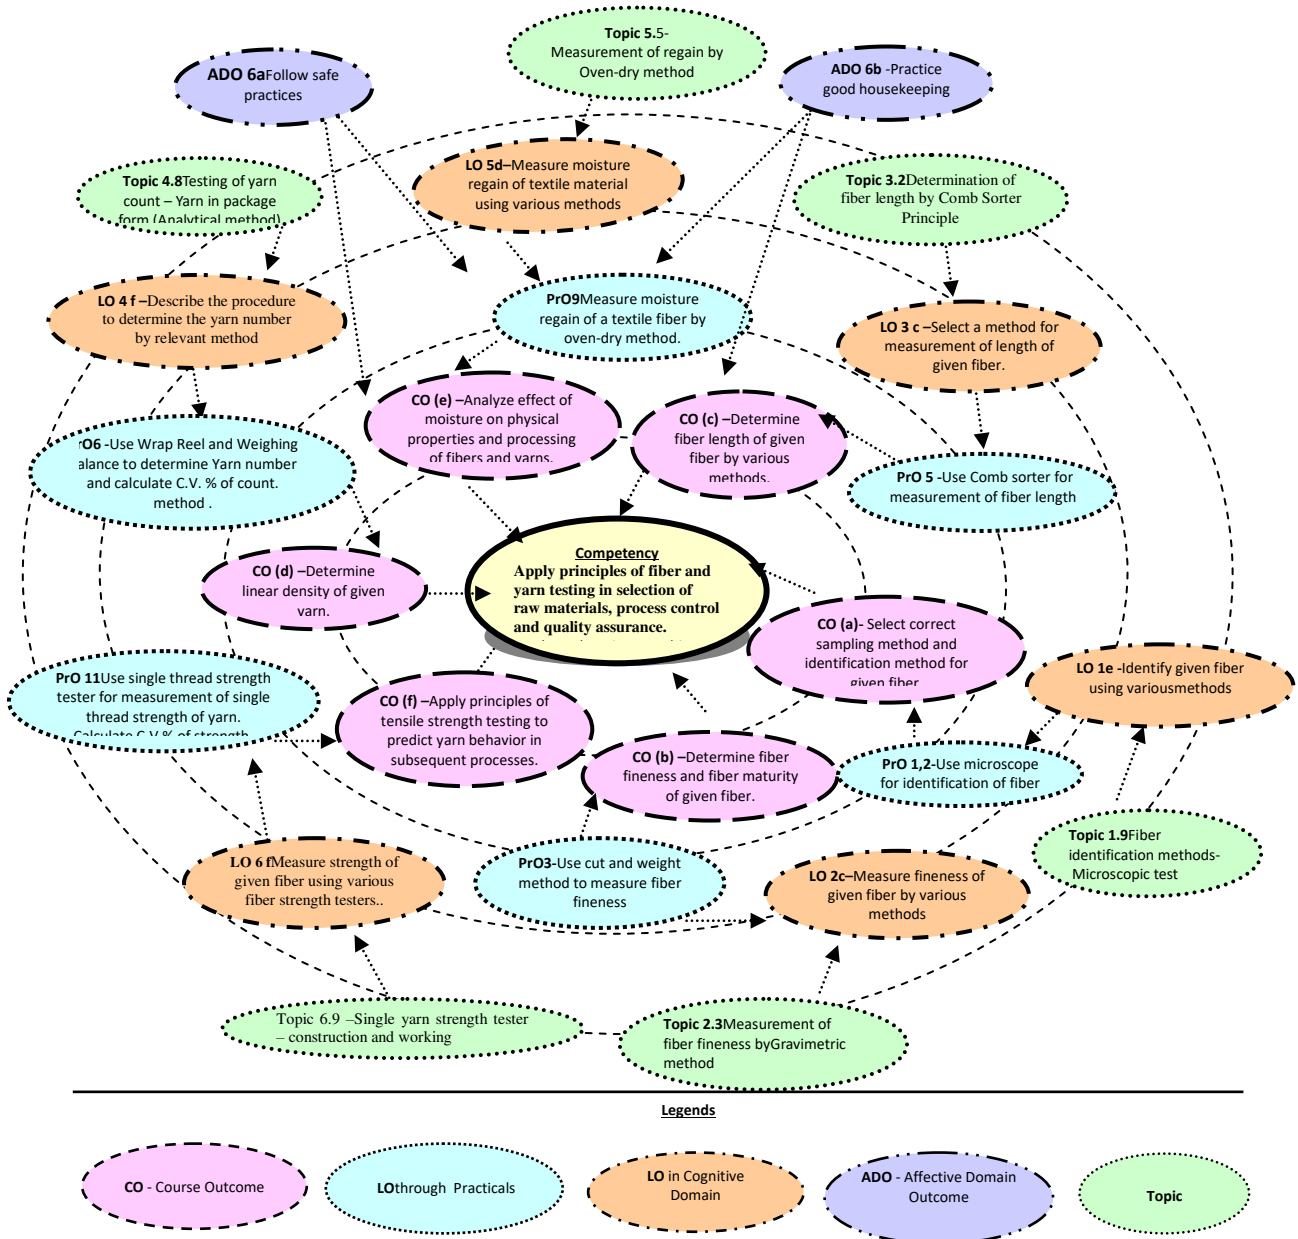 Topic 5.5-
Measurement of regain by
Oven-dry method
ADO 6aFollow safe
practices
ADO 6b -Practice
good housekeeping
LO 5d–Measure moisture
regain of textile material
using various methods
Topic 4.8Testing of yarn
count – Yarn in package
form (Analytical method)
Topic 3.2Determination of
fiber length by Comb Sorter
Principle
LO 4 f –Describe the procedure
to determine the yarn number
by relevant method
PrO9Measure moisture
regain of a textile fiber by
oven-dry method.
LO 3 c –Select a method for
measurement of length of
given fiber.
CO (e) –Analyze effect of
moisture on physical
properties and processing
of fibers and yarns.
CO (c) –Determine
fiber length of given
fiber by various
methods.
rO6 -Use Wrap Reel and Weighing
alance to determine Yarn number
and calculate C.V. % of count.
method .
PrO 5 -Use Comb sorter for
measurement of fiber length
Competency
Apply principles of fiber and
yarn testing in selection of
raw materials, process control
and quality assurance.
CO (d) –Determine
linear density of given
yarn.
CO (a)- Select correct
sampling method and
identification method for
given fiber
LO 1e -Identify given fiber
using variousmethods
PrO 11Use single thread strength
tester for measurement of single
thread strength of yarn.
Calculate C.V.% of strength
CO (f) –Apply principles of
tensile strength testing to
predict yarn behavior in
subsequent processes.
CO (b) –Determine fiber
fineness and fiber maturity
of given fiber.
PrO 1,2-Use microscope
for identification of fiber
Topic 1.9Fiber
identification methods-
Microscopic test
LO 6 fMeasure strength of
given fiber using various
fiber strength testers..
PrO3-Use cut and weight
method to measure fiber
fineness
LO 2c–Measure fineness of
given fiber by various
methods
Topic 6.9 –Single yarn strength tester
– construction and working
Topic 2.3Measurement of
fiber fineness byGravimetric
method
Legends
CO - Course Outcome
LOthrough Practicals
LO in Cognitive
Domain
ADO - Affective Domain
Outcome
Topic